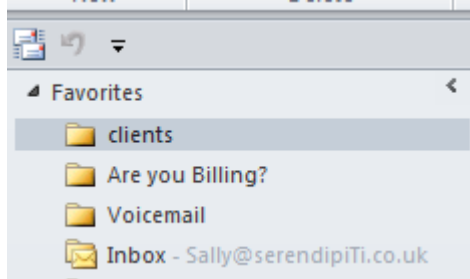 Favorites
clients
Are you Billing?
Voicemail
Inbox - Sally@serendipiTi.co.uk